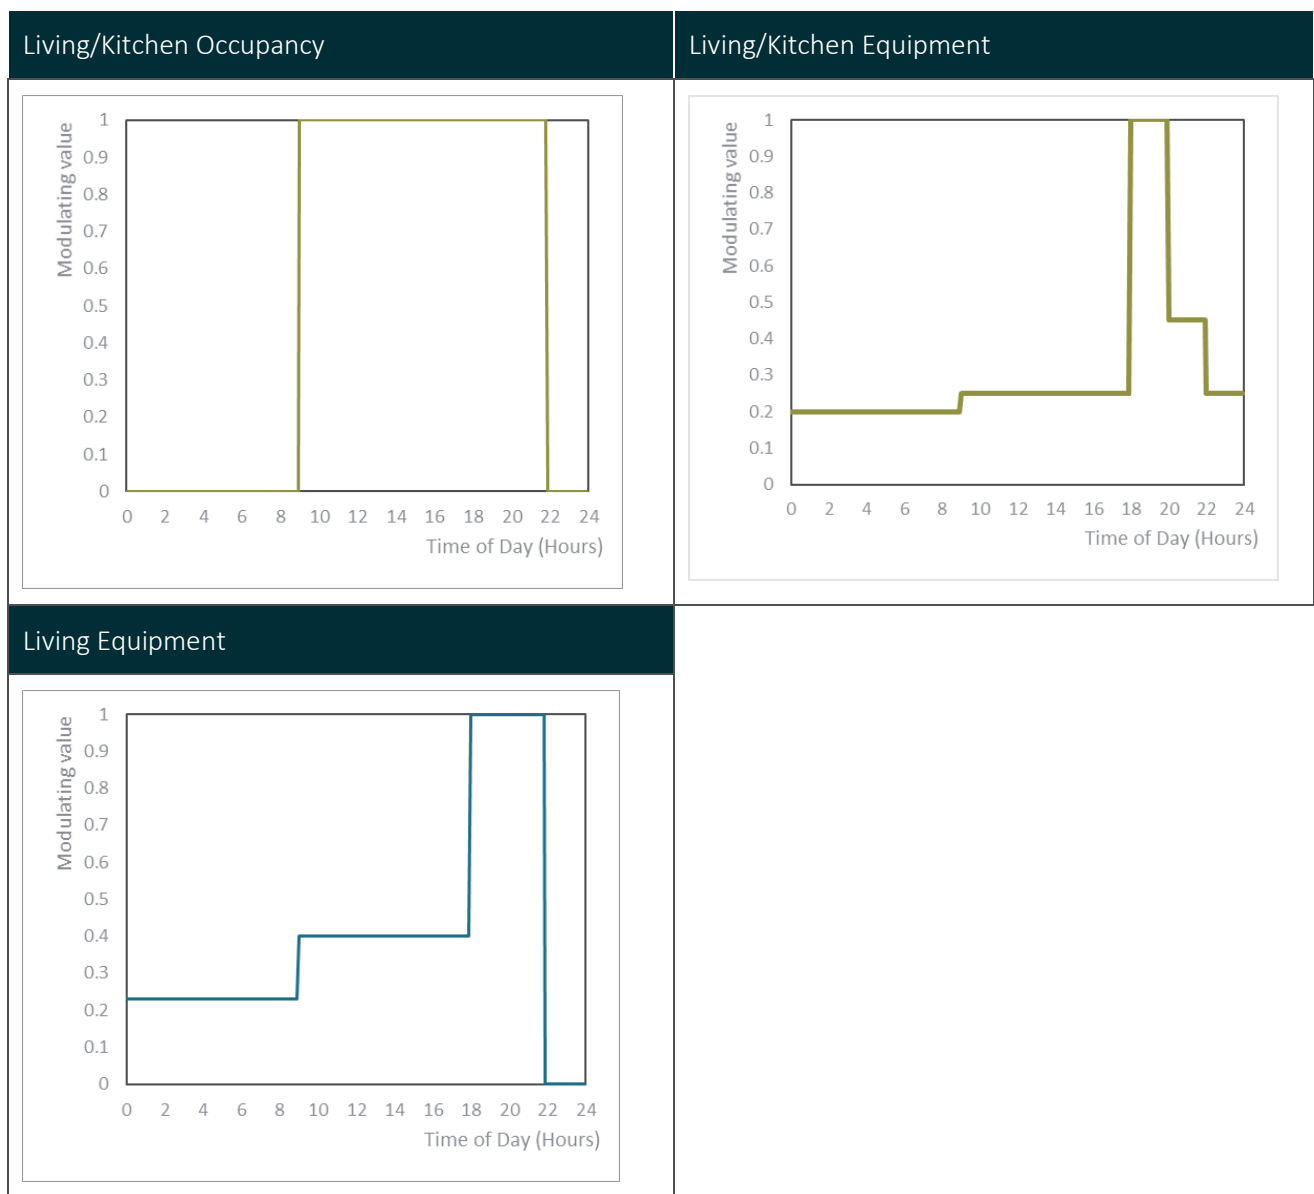 Living/Kitchen Occupancy
Living/Kitchen Equipment
Modulating value
1
0.9
0.8
0.7
0.6
0.5
0.4
0.3
0.2
0.1
0
0 2 4 6 8 10 12 14 16 18 20 22 24
Time of Day (Hours)
Modulating value
1
0.9
0.8
0.7
0.6
0.5
0.4
0.3
0.2
0.1
0
0 2 4 6 8 10 12 14 16 18 20 22 24
Time of Day (Hours)
Living Equipment
Modulating value
1
0.9
0.8
0.7
0.6
0.5
0.4
0.3
0.2
0.1
0
0 2 4 6 8 10 12 14 16 18 20 22 24
Time of Day (Hours)